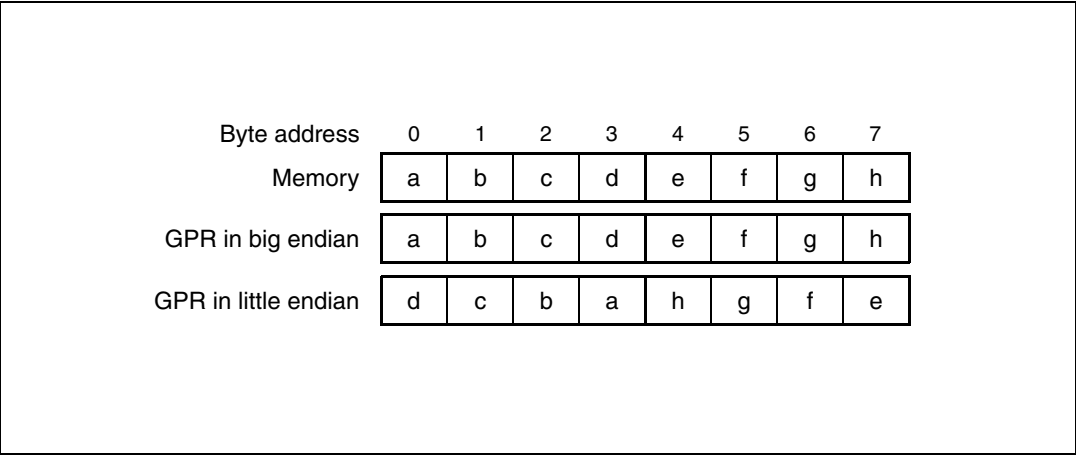 Byte address 0 1 2 3 4 5 6 7
Memory a b c d e f g h
GPR in big endian a b c d e f g h
GPR in little endian d c b a h g f e